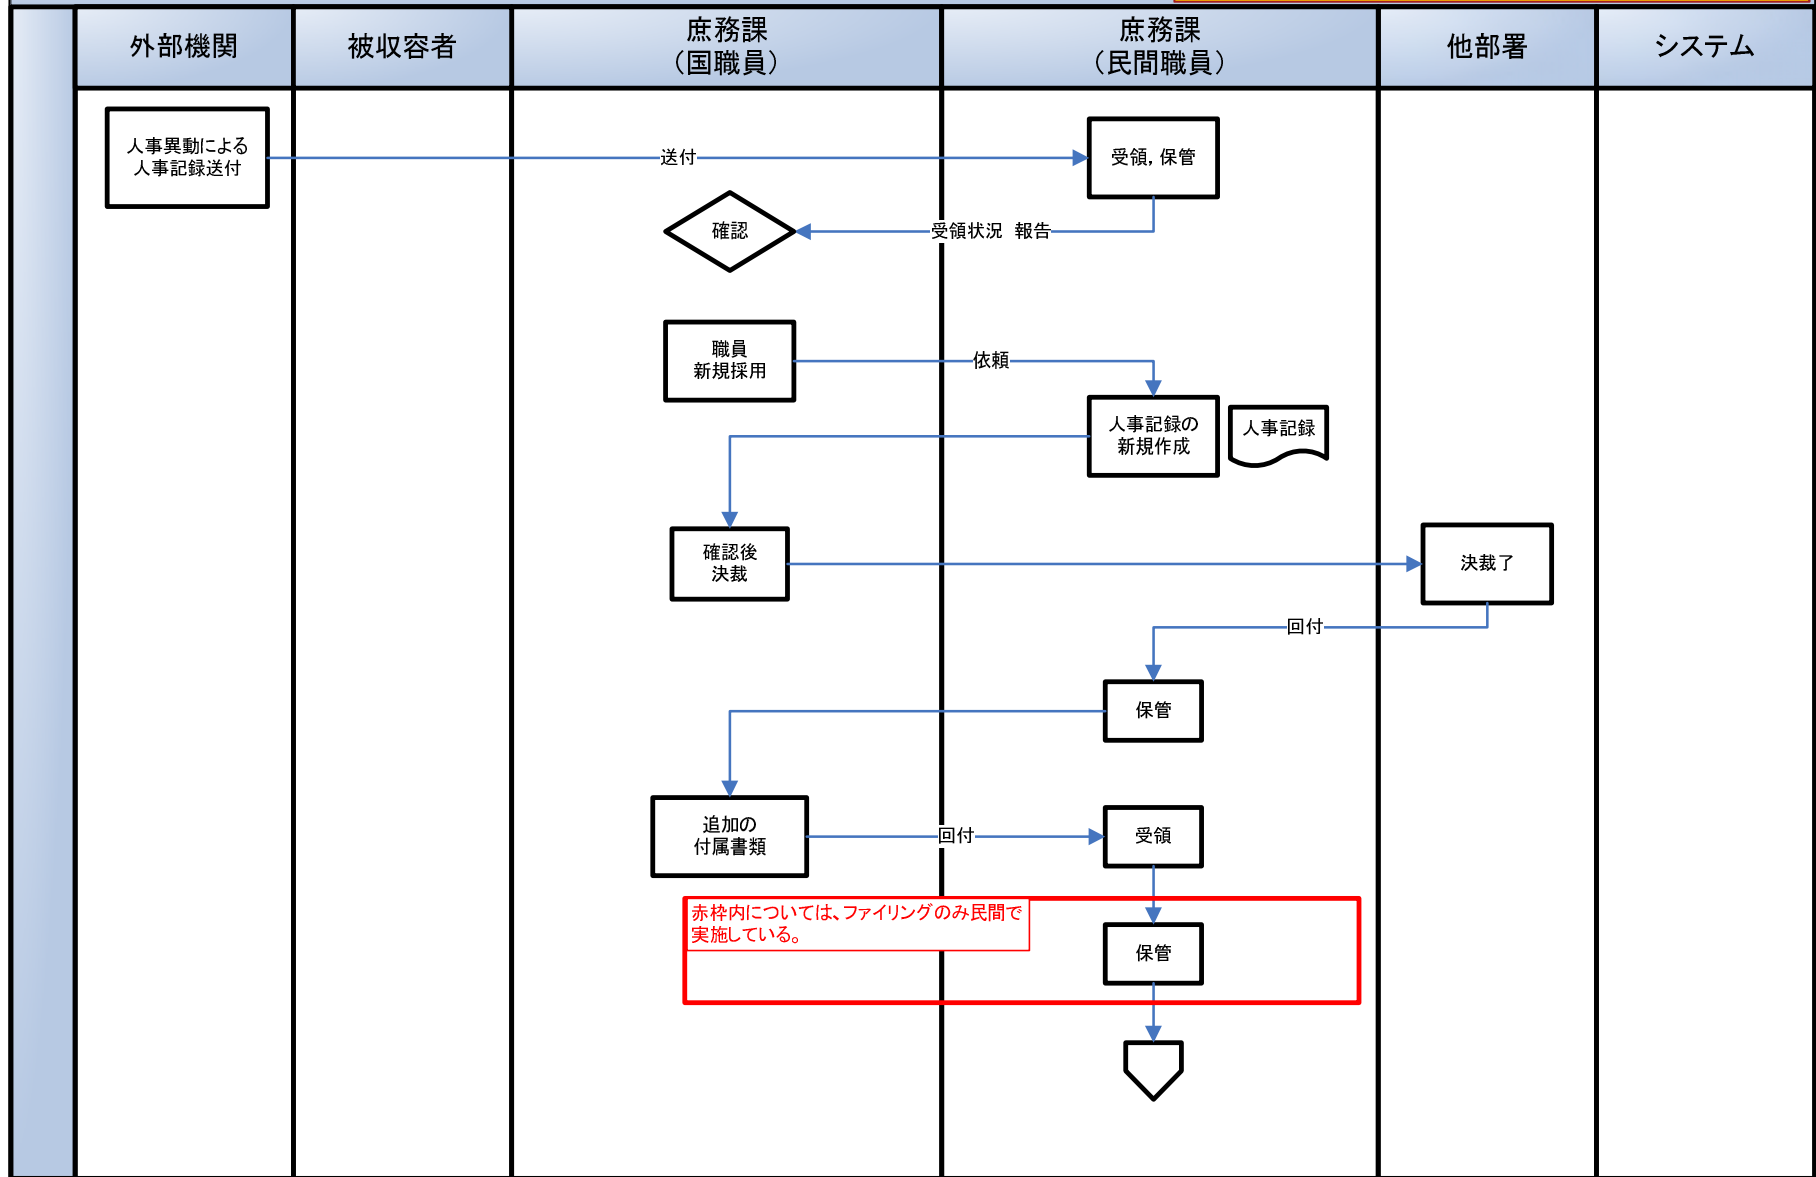 外部機関
被収容者
庶務課
（国職員）
庶務課
（民間職員）
他部署
システム
人事異動による
人事記録送付
送付
受領，保管
確認
受領状況　報告
職員
新規採用
依頼
人事記録の
新規作成
人事記録
確認後
決裁
決裁了
回付
保管
追加の
付属書類
回付
受領
赤枠内については、ファイリングのみ民間で
実施している。
保管